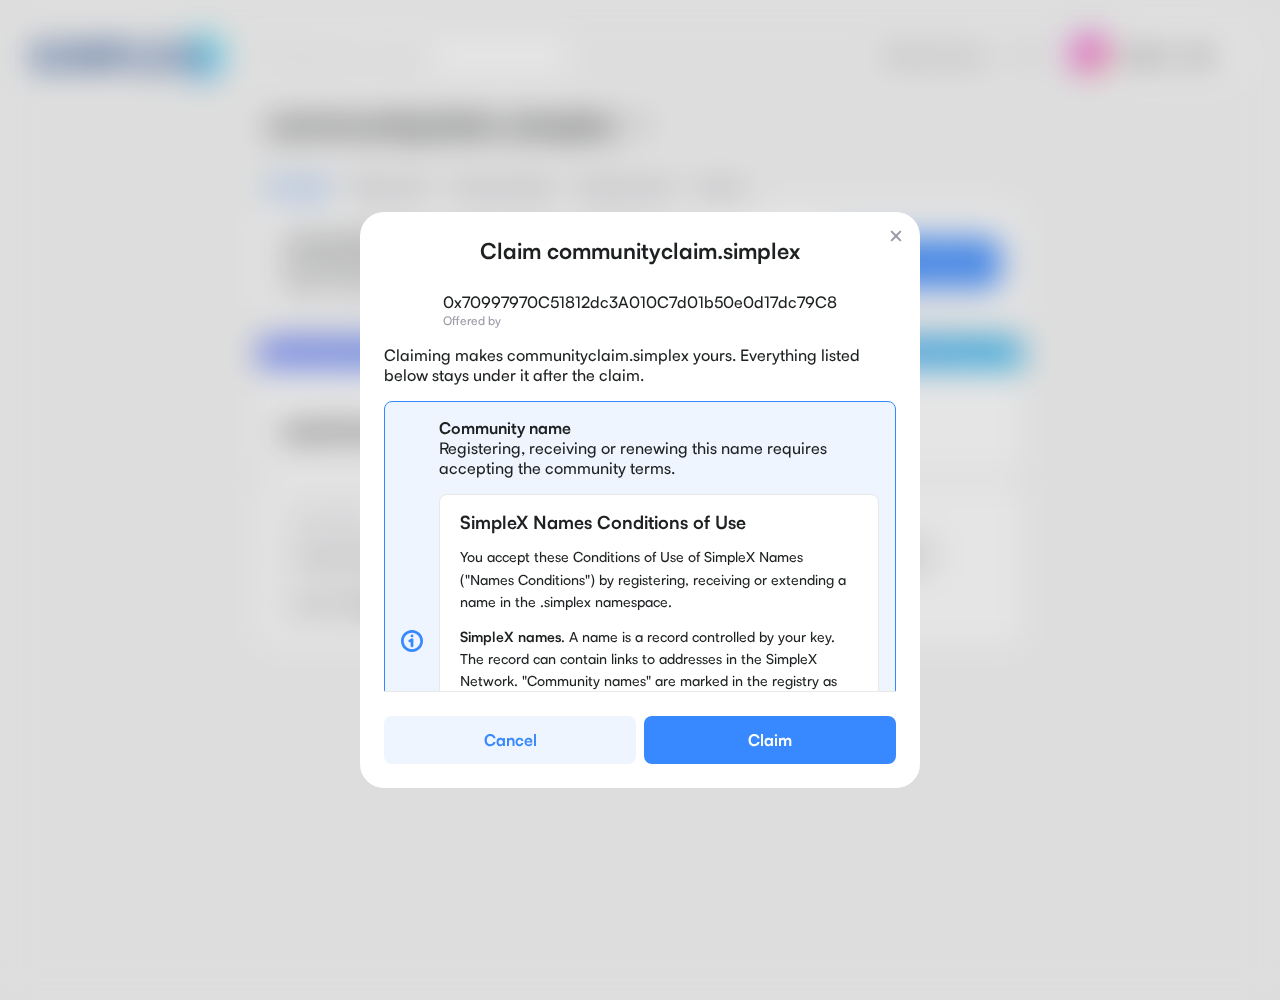 Claim communityclaim.simplex
0x70997970C51812dc3A010C7d01b50e0d17dc79C8
Offered by
Claiming makes communityclaim.simplex yours. Everything listed
below stays under it after the claim.
Community name
Registering, receiving or renewing this name requires
accepting the community terms.
SimpleX Names Conditions of Use
You accept these Conditions of Use of SimpleX Names
("Names Conditions") by registering, receiving or extending a
name in the .simplex namespace.
SimpleX names. A name is a record controlled by your key.
The record can contain links to addresses in the SimpleX
Network. "Community names" are marked in the registry as
Cancel
Claim